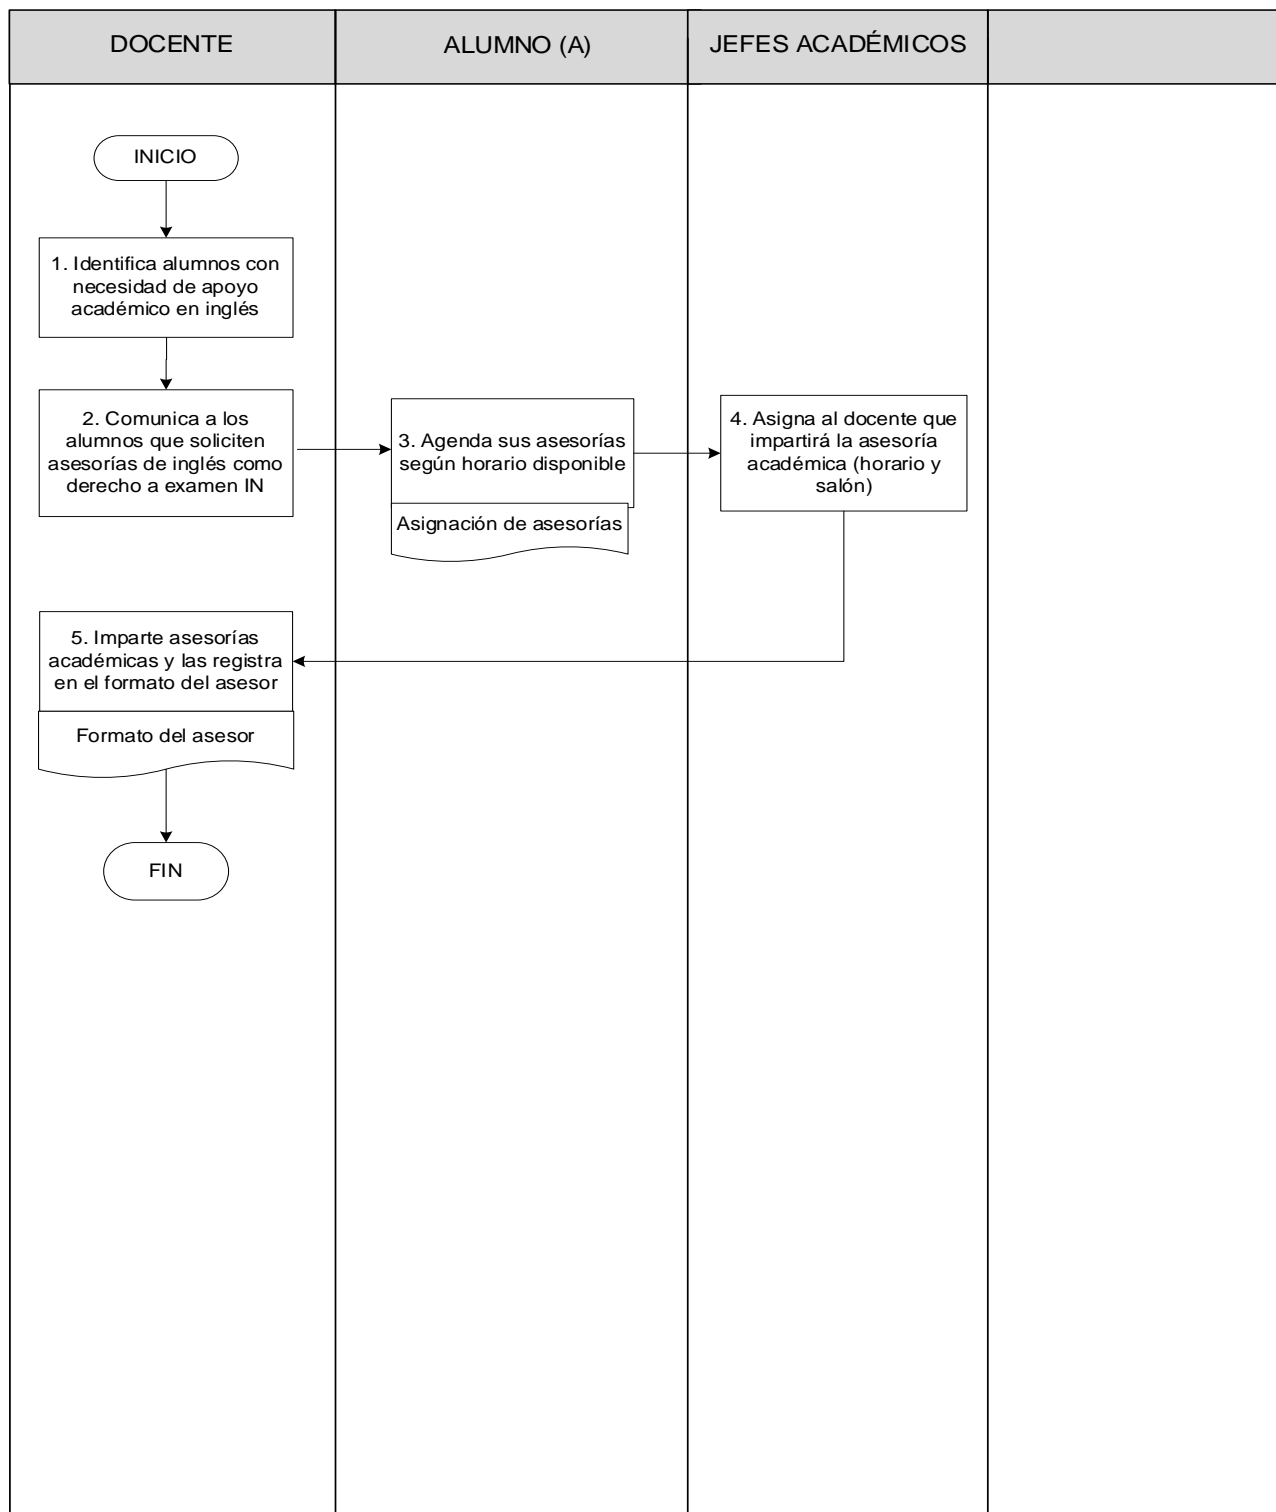 DOCENTE
ALUMNO (A)
JEFES ACADÉMICOS
INICIO
1. Identifica alumnos con
necesidad de apoyo
académico en inglés
2. Comunica a los
alumnos que soliciten
asesorías de inglés como
derecho a examen IN
3. Agenda sus asesorías
según horario disponible
Asignación de asesorías
4. Asigna al docente que
impartirá la asesoría
académica (horario y
salón)
5. Imparte asesorías
académicas y las registra
en el formato del asesor
Formato del asesor
FIN